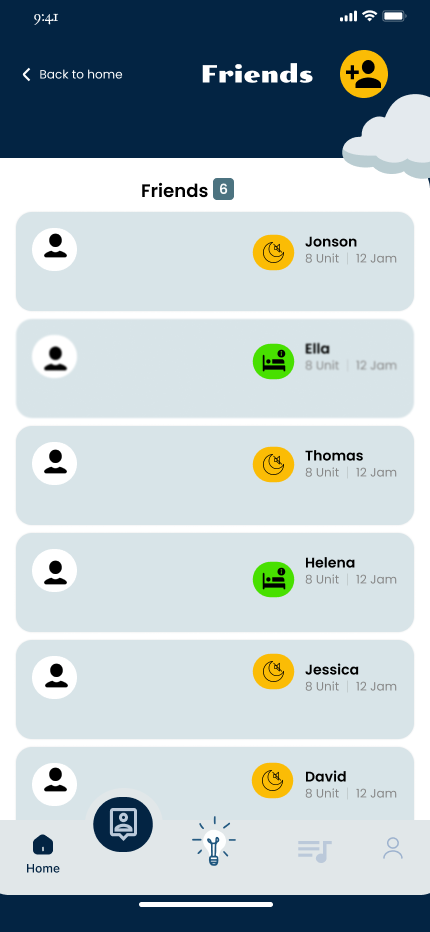 9:41
Back to home
Friends
Friends 6
Jonson
8 Unit | 12 Jam
Ella
8 Unit | 12 Jam
Thomas
8 Unit | 12 Jam
Helena
8 Unit | 12 Jam
Jessica
8 Unit | 12 Jam
David
8 Unit | 12 Jam
Home